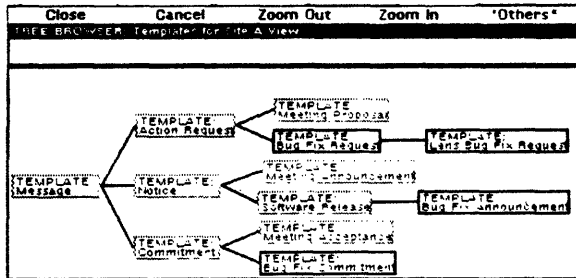 Close Cancel Zoom Out Zoom In "Others"
TREE BROWSER: Templates for Site A View
TEMPLATE:
Meeting Proposal
TEMPLATE:
Action Request
TEMPLATE:
Bug Fix Request
TEMPLATE:
Lens Bug Fix Request
TEMPLATE:
Meeting Announcement
TEMPLATE:
Message
TEMPLATE:
Notice
TEMPLATE:
Software Release
TEMPLATE:
Bug Fix Announcement
TEMPLATE:
Meeting Acceptance
TEMPLATE:
Commitment
TEMPLATE:
Bug Fix Commitment